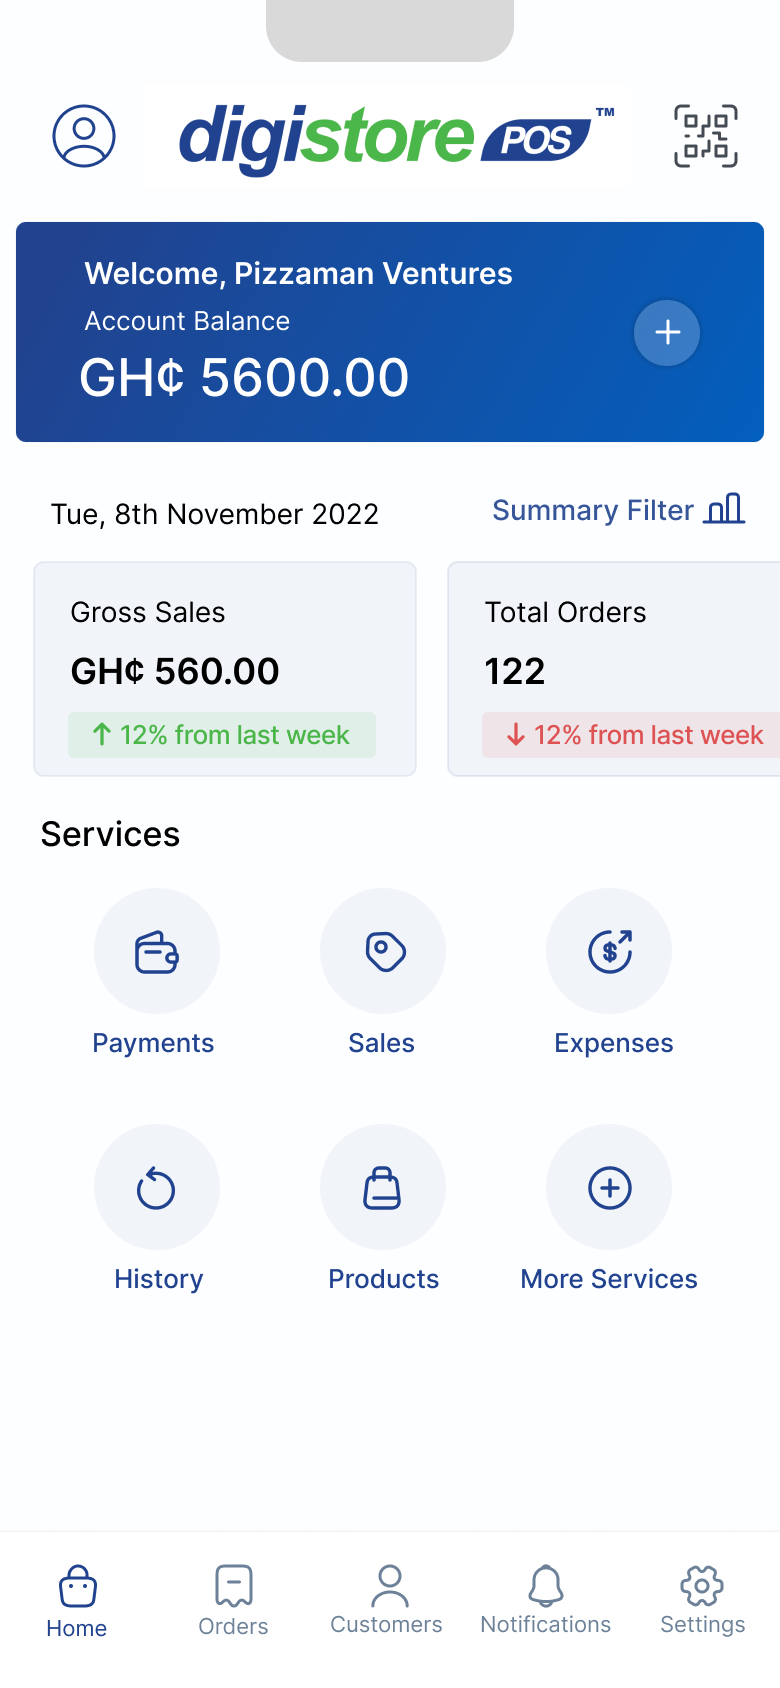 digistore POS ™
Welcome, Pizzaman Ventures
Account Balance
GH¢ 5600.00
Tue, 8th November 2022
Summary Filter
Gross Sales
GH¢ 560.00
↑ 12% from last week
Total Orders
122
↓ 12% from last week
Services
Payments
Sales
$
Expenses
History
Products
More Services
Home
Orders
Customers
Notifications
Settings